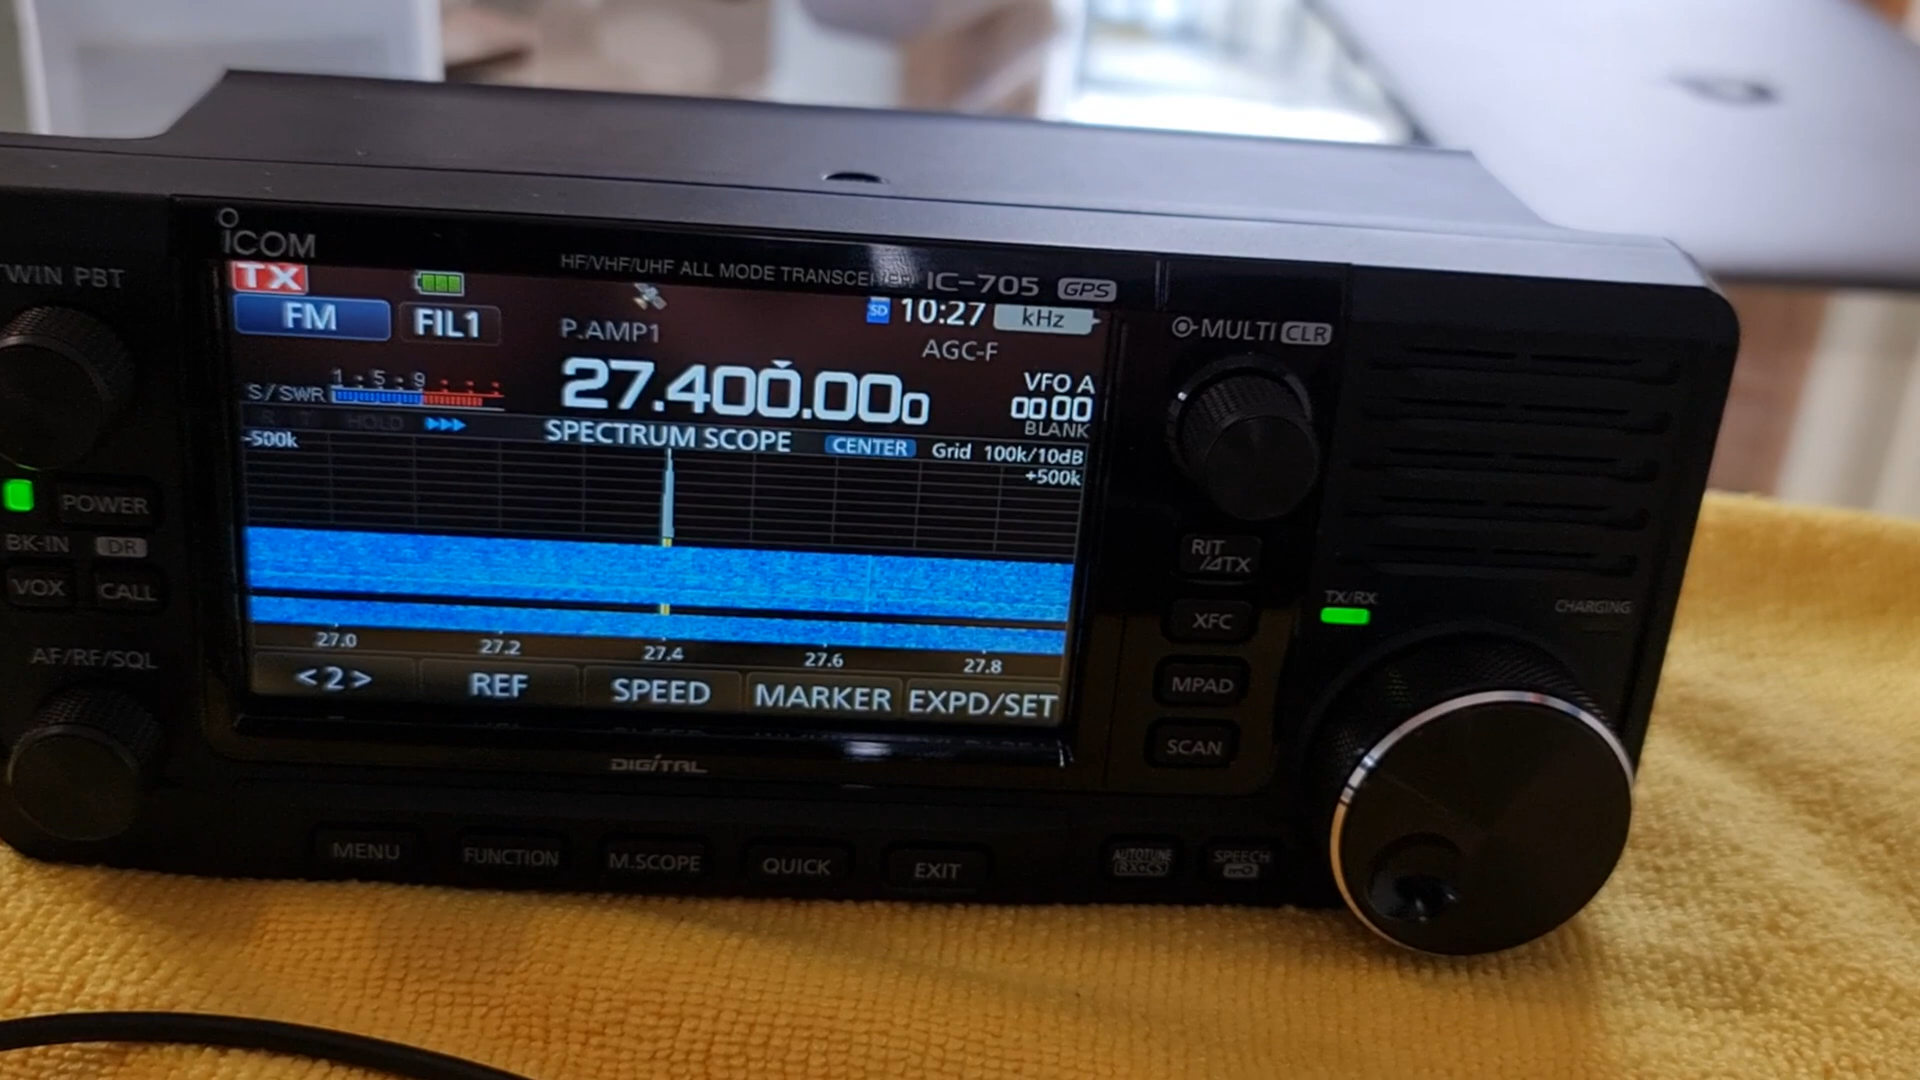 ICOM
HF/VHF/UHF ALL MODE TRANSCEIVER IC-705 GPS
TWIN PBT
TX
FM FIL1
P.AMP1
SD 10:27 kHz
AGC-F
27.400.000
VFO A
00 00
BLANK
S/SWR 1 5 9
HOLD
SPECTRUM SCOPE CENTER Grid 100k/10dB
-500k
+500k
27.0 27.2 27.4 27.6 27.8
<2> REF SPEED MARKER EXPD/SET
DIGITAL
POWER
BK-IN DR
VOX CALL
AF/RF/SQL
MULTI CLR
RIT
/⊿TX
XFC
MPAD
SCAN
TX/RX
CHARGING
MENU FUNCTION M.SCOPE QUICK EXIT
AUTOTUNE
SPEECH